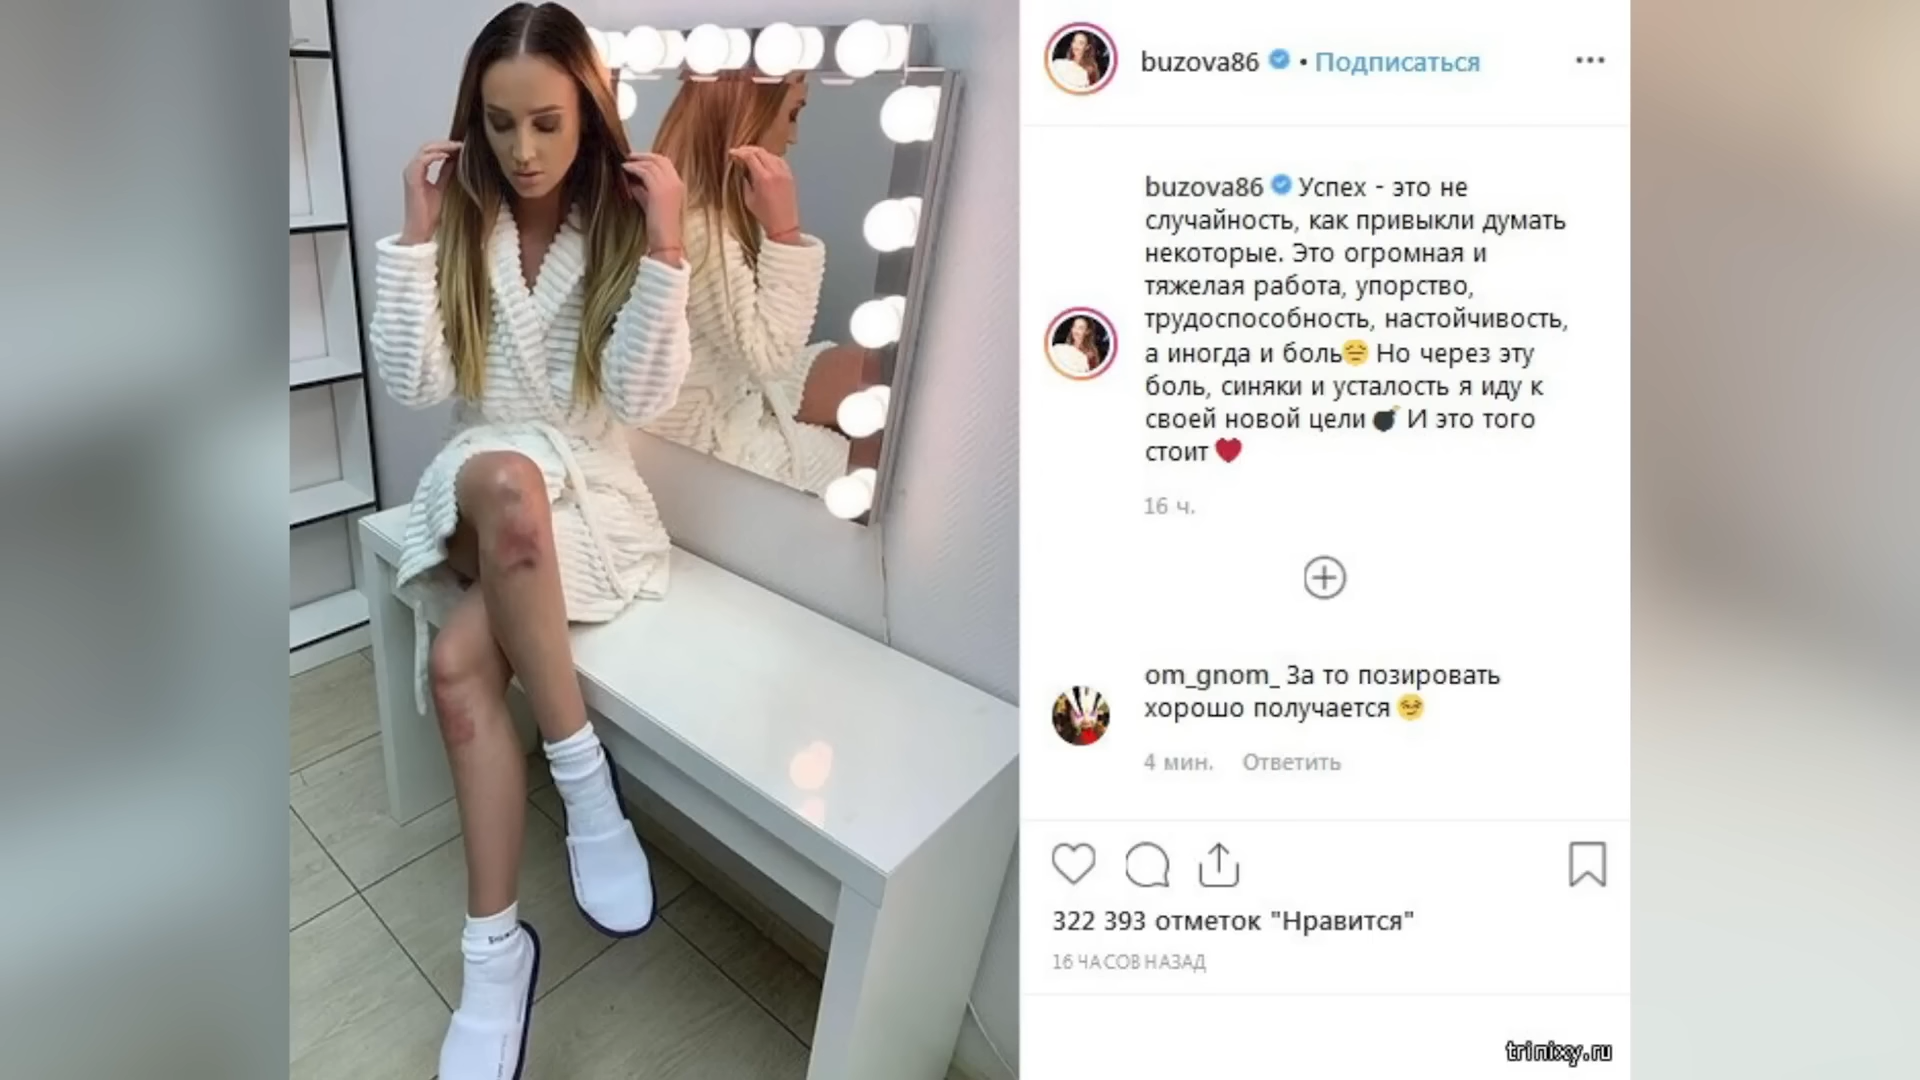 buzova86 • Подписаться
buzova86 Успех - это не
случайность, как привыкли думать
некоторые. Это огромная и
тяжелая работа, упорство,
трудоспособность, настойчивость,
а иногда и боль😔 Но через эту
боль, синяки и усталость я иду к
своей новой цели💣 И это того
стоит❤️
16 ч.
om_gnom_ За то позировать
хорошо получается
4 мин. Ответить
322 393 отметок "Нравится"
16 ЧАСОВ НАЗАД
trinixy.ru